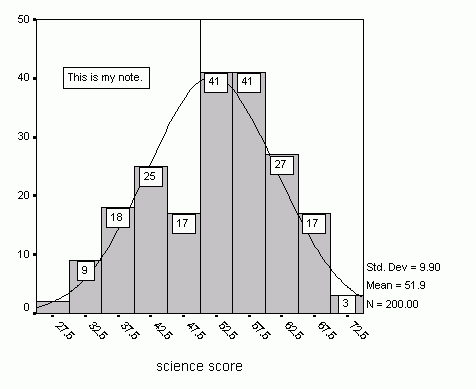 50
This is my note.
41 41
40
30
27
25
20
18
17 17
10
9
Std. Dev = 9.90
Mean = 51.9
3
N = 200.00
0
27.5 32.5 37.5 42.5 47.5 52.5 57.5 62.5 67.5 72.5
science score